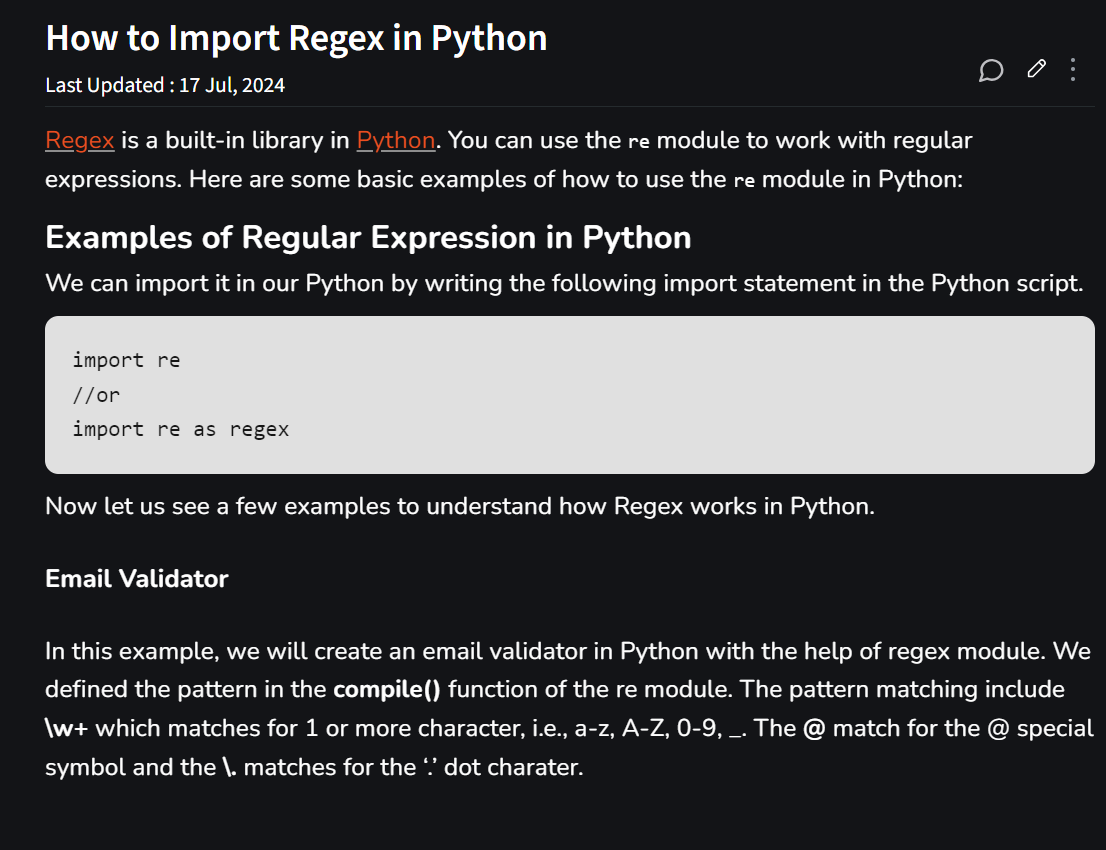 How to Import Regex in Python
Last Updated : 17 Jul, 2024
Regex is a built-in library in Python. You can use the re module to work with regular
expressions. Here are some basic examples of how to use the re module in Python:
Examples of Regular Expression in Python
We can import it in our Python by writing the following import statement in the Python script.
import re
//or
import re as regex
Now let us see a few examples to understand how Regex works in Python.
Email Validator
In this example, we will create an email validator in Python with the help of regex module. We
defined the pattern in the compile() function of the re module. The pattern matching include
\w+ which matches for 1 or more character, i.e., a-z, A-Z, 0-9, _. The @ match for the @ special
symbol and the \. matches for the ‘.’ dot charater.